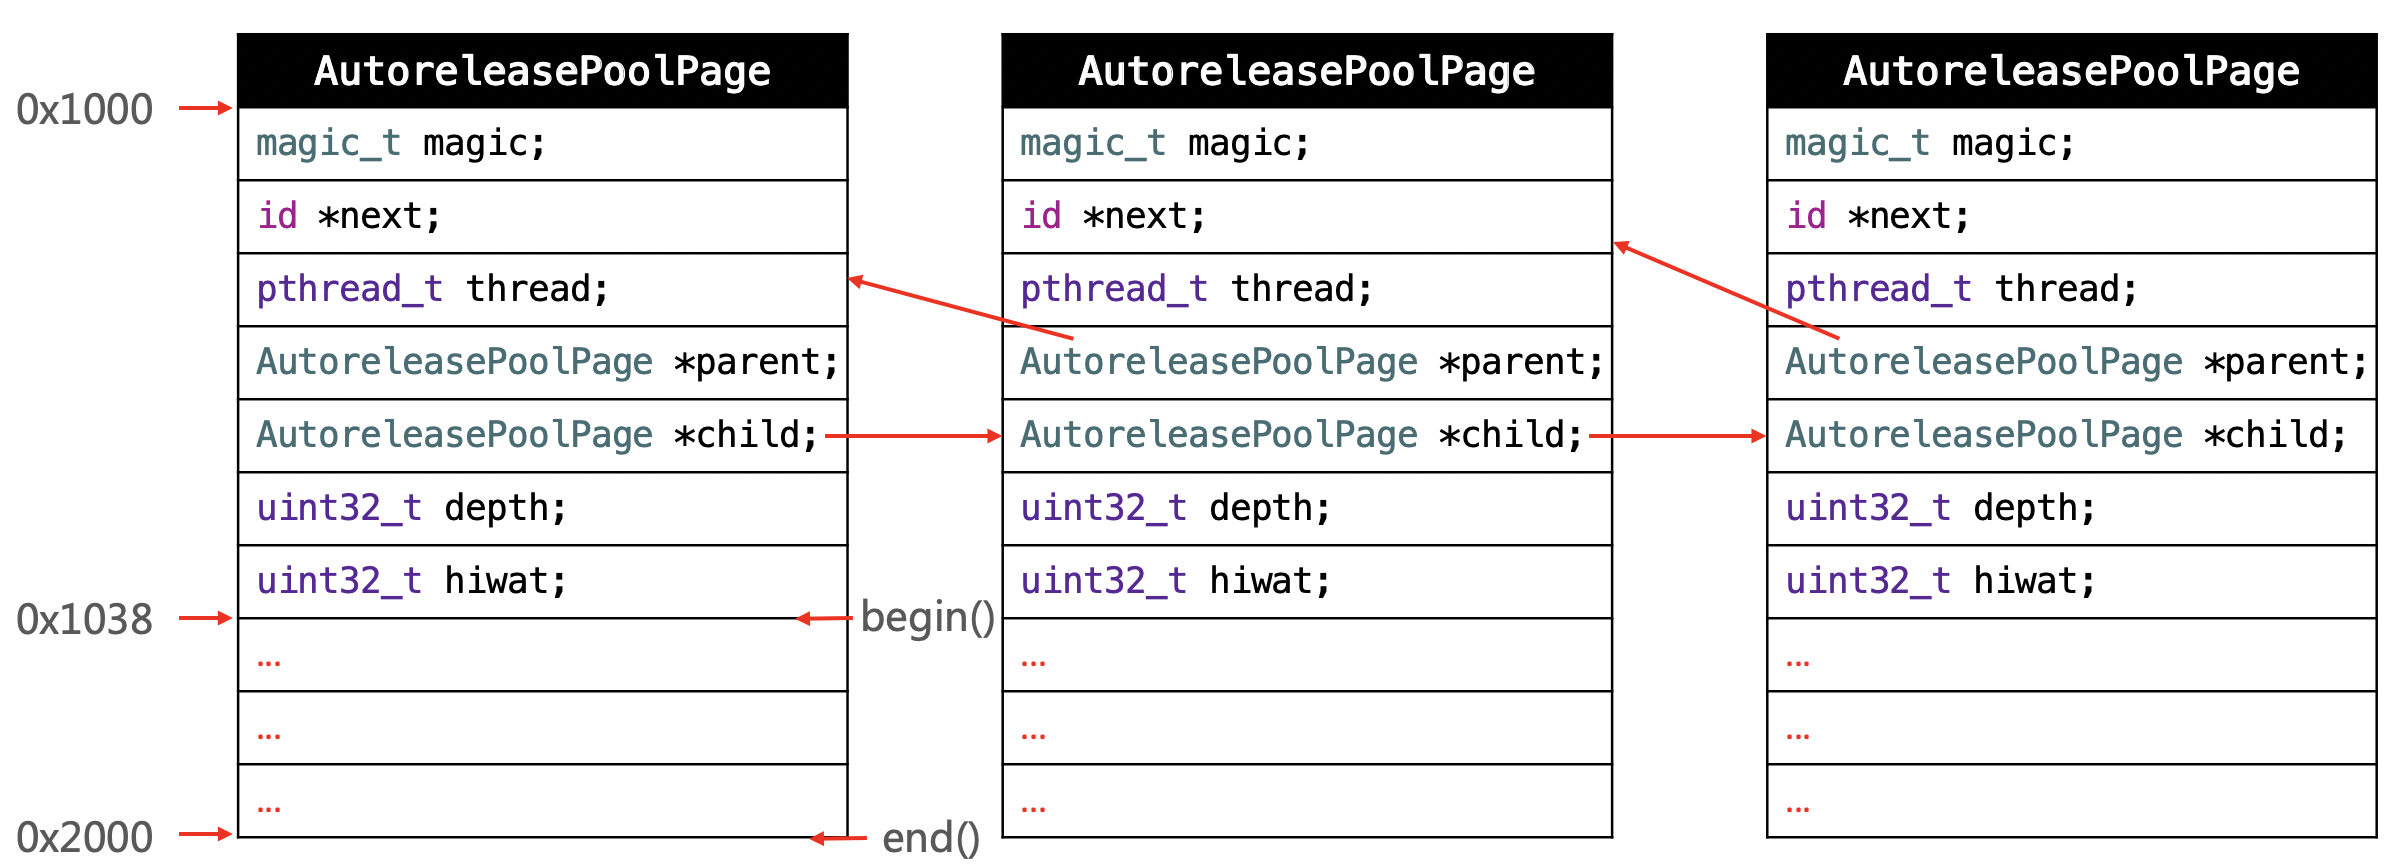 AutoreleasePoolPage AutoreleasePoolPage AutoreleasePoolPage
0x1000
magic_t magic; magic_t magic; magic_t magic;
id *next; id *next; id *next;
pthread_t thread; pthread_t thread; pthread_t thread;
AutoreleasePoolPage *parent; AutoreleasePoolPage *parent; AutoreleasePoolPage *parent;
AutoreleasePoolPage *child; AutoreleasePoolPage *child; AutoreleasePoolPage *child;
uint32_t depth; uint32_t depth; uint32_t depth;
uint32_t hiwat; uint32_t hiwat; uint32_t hiwat;
0x1038 begin()
... ... ...
... ... ...
... ... ...
0x2000 end()